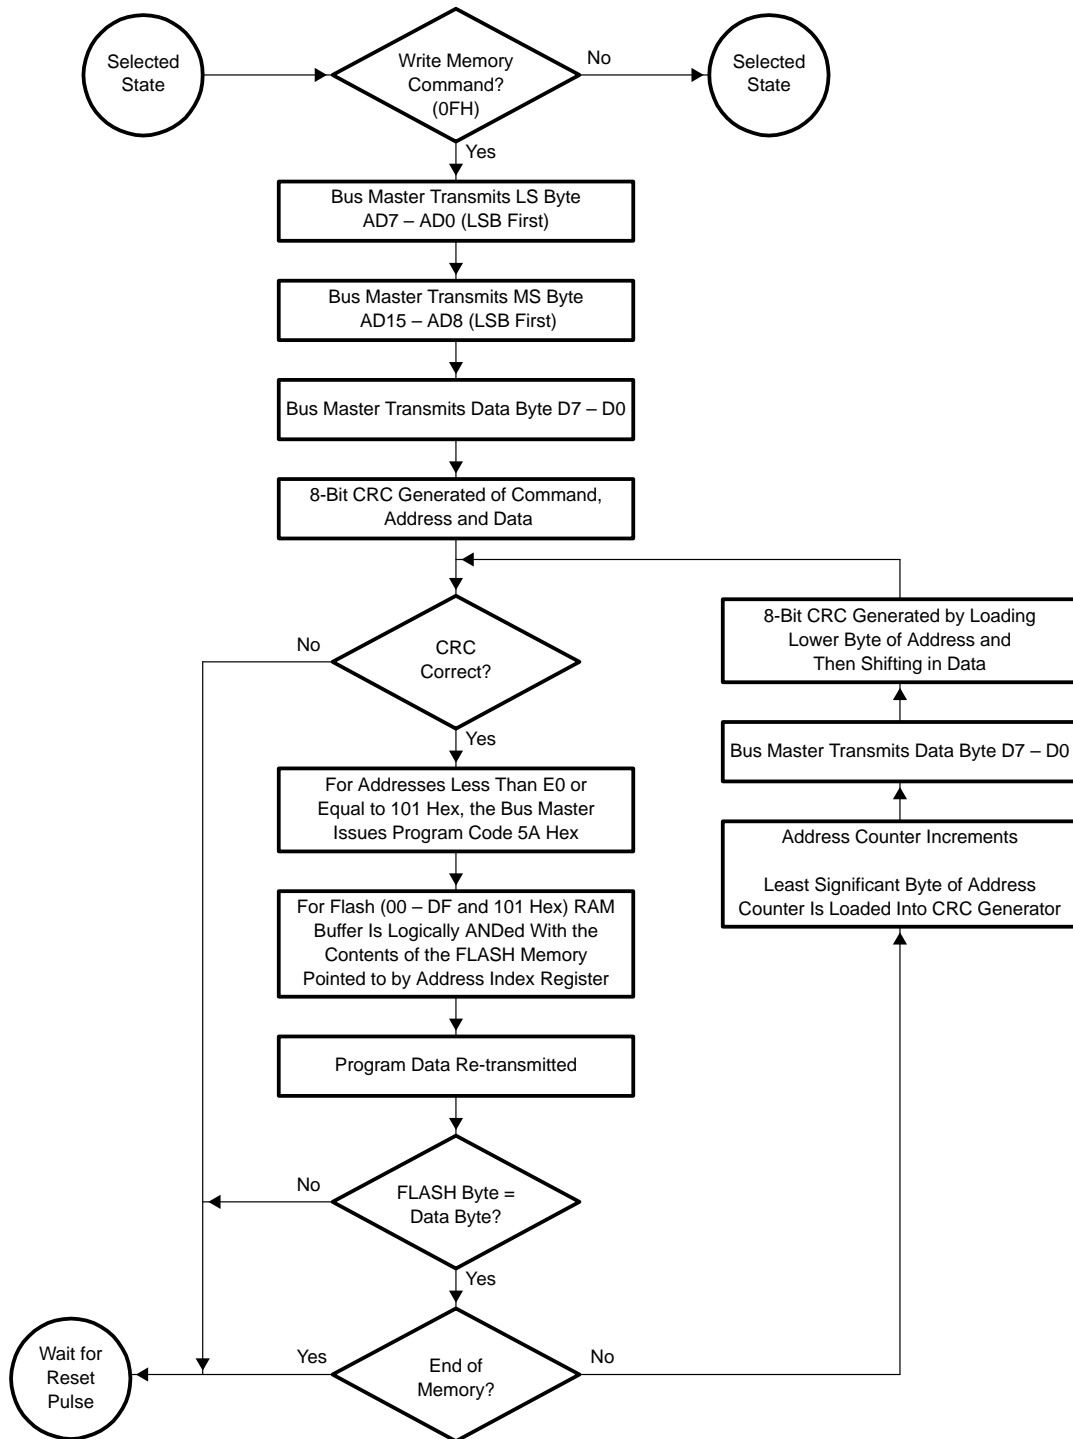 Selected
State
Write Memory
Command?
(0FH)
No
Selected
State
Yes
Bus Master Transmits LS Byte
AD7 – AD0 (LSB First)
Bus Master Transmits MS Byte
AD15 – AD8 (LSB First)
Bus Master Transmits Data Byte D7 – D0
8-Bit CRC Generated of Command,
Address and Data
CRC
Correct?
No
Yes
For Addresses Less Than E0 or
Equal to 101 Hex, the Bus Master
Issues Program Code 5A Hex
For Flash (00 – DF and 101 Hex) RAM
Buffer Is Logically ANDed With the
Contents of the FLASH Memory
Pointed to by Address Index Register
Program Data Re-transmitted
FLASH Byte =
Data Byte?
No
Yes
End of
Memory?
Yes
No
Wait for
Reset
Pulse
8-Bit CRC Generated by Loading
Lower Byte of Address and
Then Shifting in Data
Bus Master Transmits Data Byte D7 – D0
Address Counter Increments
Least Significant Byte of Address
Counter Is Loaded Into CRC Generator